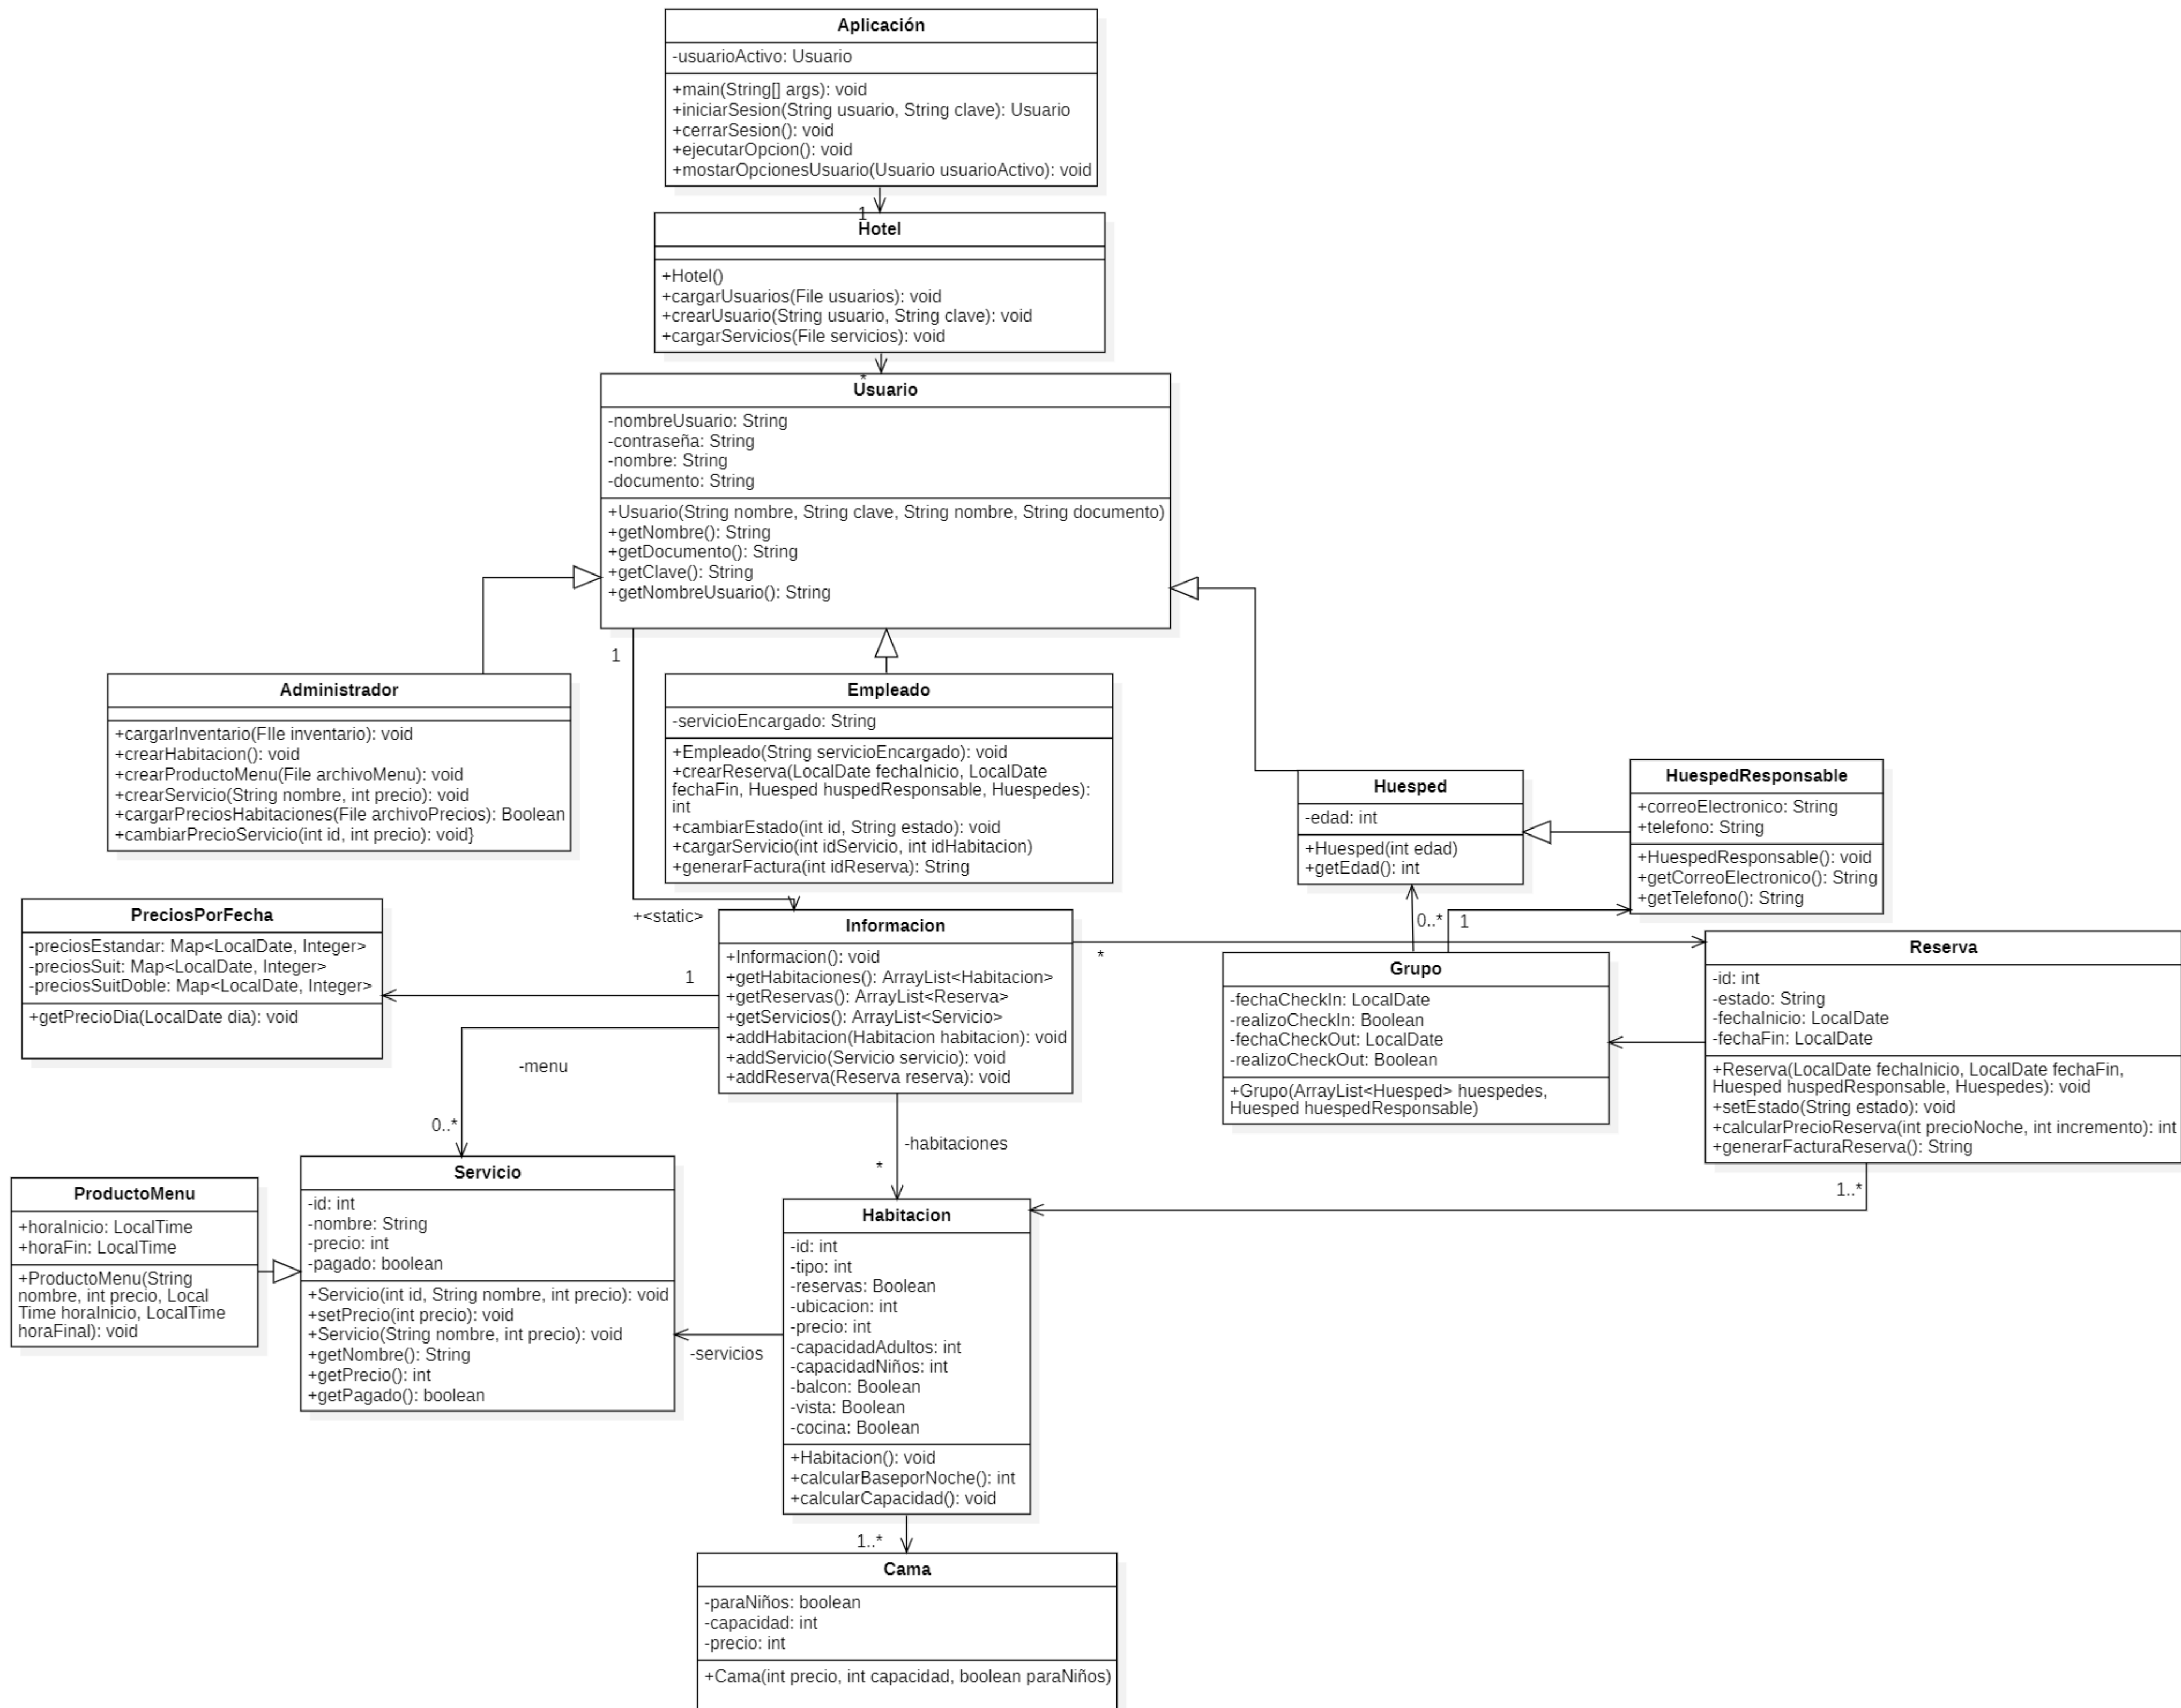 Aplicación
-usuarioActivo: Usuario
+main(String[] args): void
+iniciarSesion(String usuario, String clave): Usuario
+cerrarSesion(): void
+ejecutarOpcion(): void
+mostarOpcionesUsuario(Usuario usuarioActivo): void
1
Hotel
+Hotel()
+cargarUsuarios(File usuarios): void
+crearUsuario(String usuario, String clave): void
+cargarServicios(File servicios): void
*
Usuario
-nombreUsuario: String
-contraseña: String
-nombre: String
-documento: String
+Usuario(String nombre, String clave, String nombre, String documento)
+getNombre(): String
+getDocumento(): String
+getClave(): String
+getNombreUsuario(): String
1
Administrador
+cargarInventario(FIle inventario): void
+crearHabitacion(): void
+crearProductoMenu(File archivoMenu): void
+crearServicio(String nombre, int precio): void
+cargarPreciosHabitaciones(File archivoPrecios): Boolean
+cambiarPrecioServicio(int id, int precio): void}
Empleado
-servicioEncargado: String
+Empleado(String servicioEncargado): void
+crearReserva(LocalDate fechaInicio, LocalDate
fechaFin, Huesped huspedResponsable, Huespedes):
int
+cambiarEstado(int id, String estado): void
+cargarServicio(int idServicio, int idHabitacion)
+generarFactura(int idReserva): String
Huesped
-edad: int
+Huesped(int edad)
+getEdad(): int
HuespedResponsable
+correoElectronico: String
+telefono: String
+HuespedResponsable(): void
+getCorreoElectronico(): String
+getTelefono(): String
PreciosPorFecha
-preciosEstandar: Map<LocalDate, Integer>
-preciosSuit: Map<LocalDate, Integer>
-preciosSuitDoble: Map<LocalDate, Integer>
+getPrecioDia(LocalDate dia): void
+<static>
1
Informacion
+Informacion(): void
+getHabitaciones(): ArrayList<Habitacion>
+getReservas(): ArrayList<Reserva>
+getServicios(): ArrayList<Servicio>
+addHabitacion(Habitacion habitacion): void
+addServicio(Servicio servicio): void
+addReserva(Reserva reserva): void
*
0..*
1
Grupo
-fechaCheckIn: LocalDate
-realizoCheckIn: Boolean
-fechaCheckOut: LocalDate
-realizoCheckOut: Boolean
+Grupo(ArrayList<Huesped> huespedes,
Huesped huespedResponsable)
Reserva
-id: int
-estado: String
-fechaInicio: LocalDate
-fechaFin: LocalDate
+Reserva(LocalDate fechaInicio, LocalDate fechaFin,
Huesped huspedResponsable, Huespedes): void
+setEstado(String estado): void
+calcularPrecioReserva(int precioNoche, int incremento): int
+generarFacturaReserva(): String
-menu
0..*
-habitaciones
*
1..*
ProductoMenu
+horaInicio: LocalTime
+horaFin: LocalTime
+ProductoMenu(String
nombre, int precio, Local
Time horaInicio, LocalTime
horaFinal): void
Servicio
-id: int
-nombre: String
-precio: int
-pagado: boolean
+Servicio(int id, String nombre, int precio): void
+setPrecio(int precio): void
+Servicio(String nombre, int precio): void
+getNombre(): String
+getPrecio(): int
+getPagado(): boolean
-servicios
Habitacion
-id: int
-tipo: int
-reservas: Boolean
-ubicacion: int
-precio: int
-capacidadAdultos: int
-capacidadNiños: int
-balcon: Boolean
-vista: Boolean
-cocina: Boolean
+Habitacion(): void
+calcularBaseporNoche(): int
+calcularCapacidad(): void
1..*
Cama
-paraNiños: boolean
-capacidad: int
-precio: int
+Cama(int precio, int capacidad, boolean paraNiños)